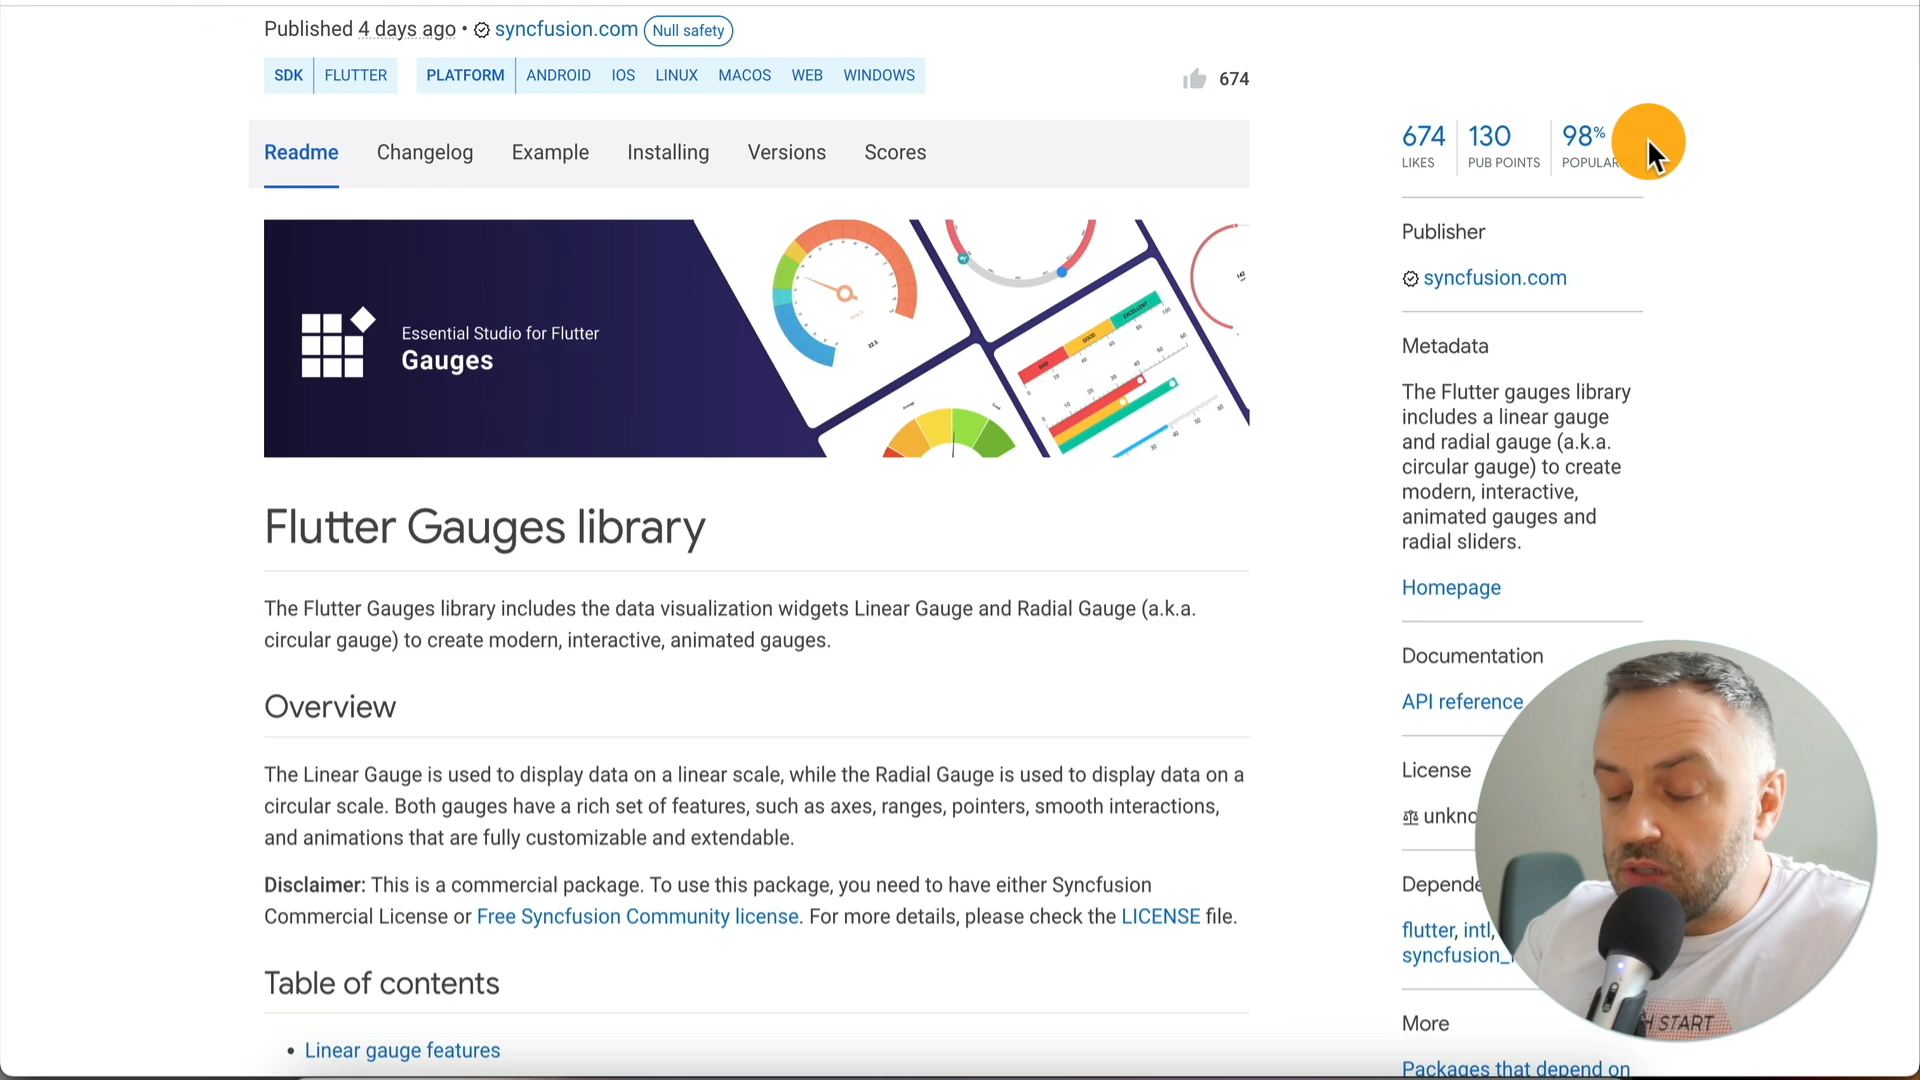 Published 4 days ago • syncfusion.com Null safety
SDK FLUTTER PLATFORM ANDROID IOS LINUX MACOS WEB WINDOWS
674
Readme Changelog Example Installing Versions Scores
Essential Studio for Flutter
Gauges
Flutter Gauges library
The Flutter Gauges library includes the data visualization widgets Linear Gauge and Radial Gauge (a.k.a.
circular gauge) to create modern, interactive, animated gauges.
Overview
The Linear Gauge is used to display data on a linear scale, while the Radial Gauge is used to display data on a
circular scale. Both gauges have a rich set of features, such as axes, ranges, pointers, smooth interactions,
and animations that are fully customizable and extendable.
Disclaimer: This is a commercial package. To use this package, you need to have either Syncfusion
Commercial License or Free Syncfusion Community license. For more details, please check the LICENSE file.
Table of contents
• Linear gauge features
674 130 98%
LIKES PUB POINTS POPULAR
Publisher
syncfusion.com
Metadata
The Flutter gauges library
includes a linear gauge
and radial gauge (a.k.a.
circular gauge) to create
modern, interactive,
animated gauges and
radial sliders.
Homepage
Documentation
API reference
License
unkno
Depende
flutter, intl,
syncfusion_
More
Packages that depend on
H START